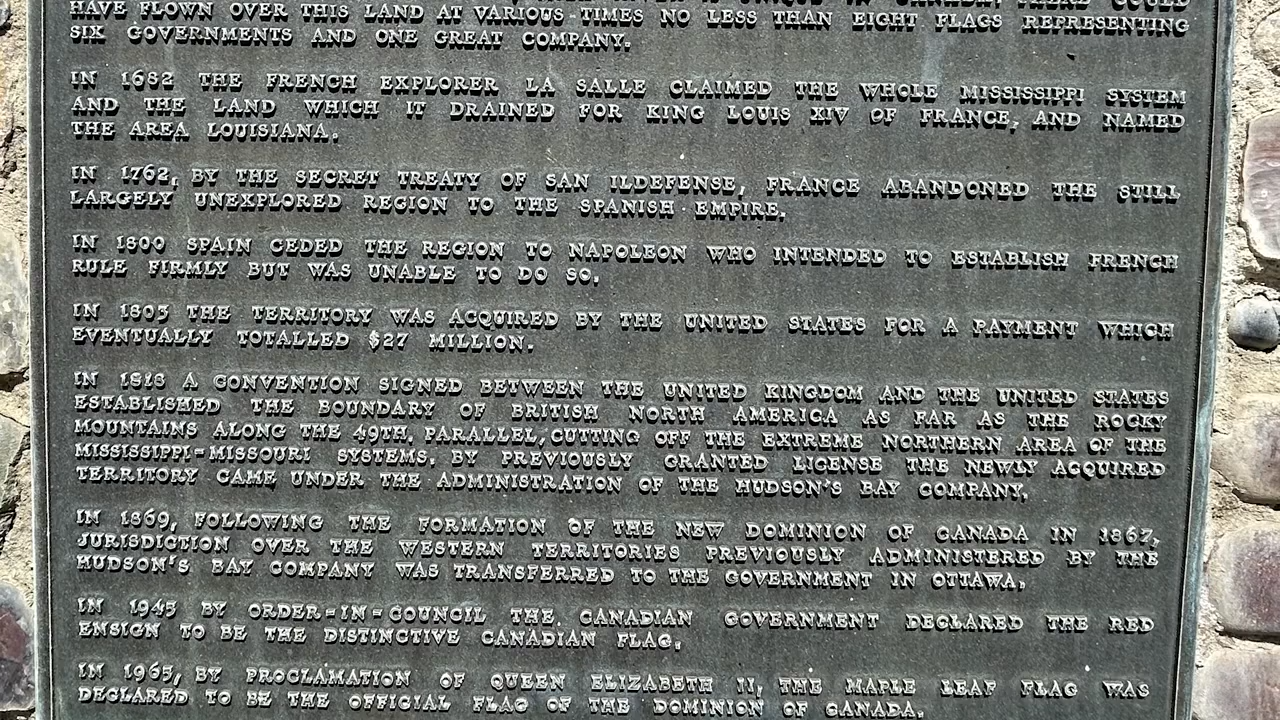 HAVE FLOWN OVER THIS LAND AT VARIOUS TIMES NO LESS THAN EIGHT FLAGS REPRESENTING
SIX GOVERNMENTS AND ONE GREAT COMPANY.
IN 1682 THE FRENCH EXPLORER LA SALLE CLAIMED THE WHOLE MISSISSIPPI SYSTEM
AND THE LAND WHICH IT DRAINED FOR KING LOUIS XIV OF FRANCE, AND NAMED
THE AREA LOUISIANA.
IN 1762, BY THE SECRET TREATY OF SAN ILDEFENSE, FRANCE ABANDONED THE STILL
LARGELY UNEXPLORED REGION TO THE SPANISH EMPIRE.
IN 1800 SPAIN CEDED THE REGION TO NAPOLEON WHO INTENDED TO ESTABLISH FRENCH
RULE FIRMLY BUT WAS UNABLE TO DO SO.
IN 1803 THE TERRITORY WAS ACQUIRED BY THE UNITED STATES FOR A PAYMENT WHICH
EVENTUALLY TOTALLED $27 MILLION.
IN 1818 A CONVENTION SIGNED BETWEEN THE UNITED KINGDOM AND THE UNITED STATES
ESTABLISHED THE BOUNDARY OF BRITISH NORTH AMERICA AS FAR AS THE ROCKY
MOUNTAINS ALONG THE 49TH. PARALLEL, CUTTING OFF THE EXTREME NORTHERN AREA OF THE
MISSISSIPPI-MISSOURI SYSTEMS. BY PREVIOUSLY GRANTED LICENSE THE NEWLY ACQUIRED
TERRITORY CAME UNDER THE ADMINISTRATION OF THE HUDSON'S BAY COMPANY.
IN 1869, FOLLOWING THE FORMATION OF THE NEW DOMINION OF CANADA IN 1867,
JURISDICTION OVER THE WESTERN TERRITORIES PREVIOUSLY ADMINISTERED BY THE
HUDSON'S BAY COMPANY WAS TRANSFERRED TO THE GOVERNMENT IN OTTAWA.
IN 1945 BY ORDER-IN-COUNCIL THE CANADIAN GOVERNMENT DECLARED THE RED
ENSIGN TO BE THE DISTINCTIVE CANADIAN FLAG.
IN 1965, BY PROCLAMATION OF QUEEN ELIZABETH II, THE MAPLE LEAF FLAG WAS
DECLARED TO BE THE OFFICIAL FLAG OF THE DOMINION OF CANADA.